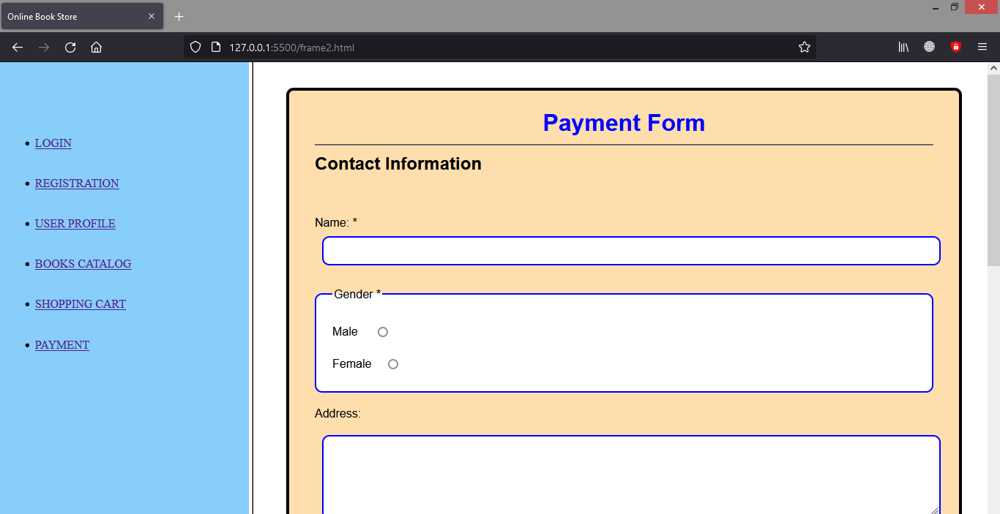 Online Book Store
127.0.0.1:5500/frame2.html
LOGIN
REGISTRATION
USER PROFILE
BOOKS CATALOG
SHOPPING CART
PAYMENT
Payment Form
Contact Information
Name: *
Gender *
Male
Female
Address: